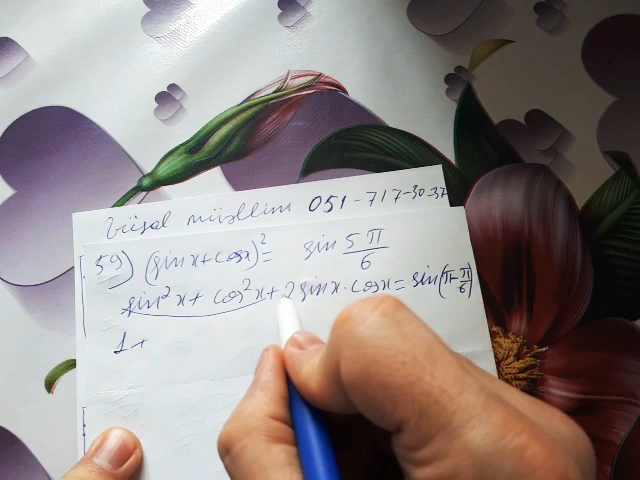 Vüsal müəllim 051-717-30-37
59) (sinx+cosx)²= sin 5π/6
sin²x+cos²x+2sinx·cosx=sin(π-π/6)
1+